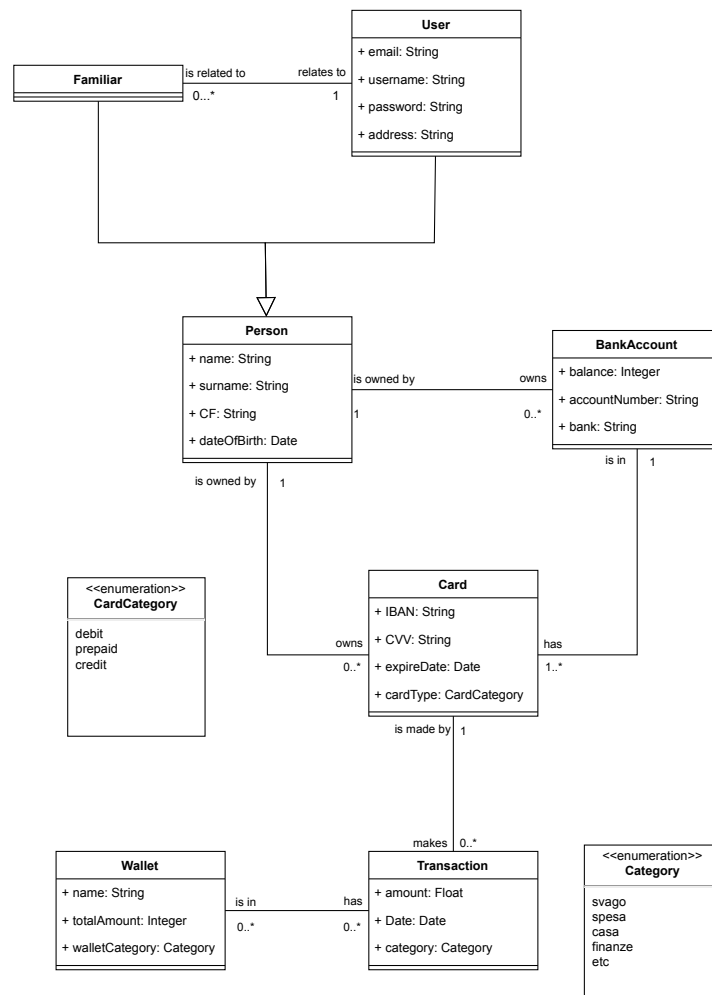 User
+ email: String
+ username: String
+ password: String
+ address: String
Familiar
is related to
relates to
0...*
1
Person
+ name: String
+ surname: String
+ CF: String
+ dateOfBirth: Date
BankAccount
+ balance: Integer
+ accountNumber: String
+ bank: String
is owned by
owns
1
0..*
is owned by
1
is in
1
<<enumeration>>
CardCategory
debit
prepaid
credit
Card
+ IBAN: String
+ CVV: String
+ expireDate: Date
+ cardType: CardCategory
owns
0..*
has
1..*
is made by
1
makes
0..*
Wallet
+ name: String
+ totalAmount: Integer
+ walletCategory: Category
is in
has
0..*
0..*
Transaction
+ amount: Float
+ Date: Date
+ category: Category
<<enumeration>>
Category
svago
spesa
casa
finanze
etc